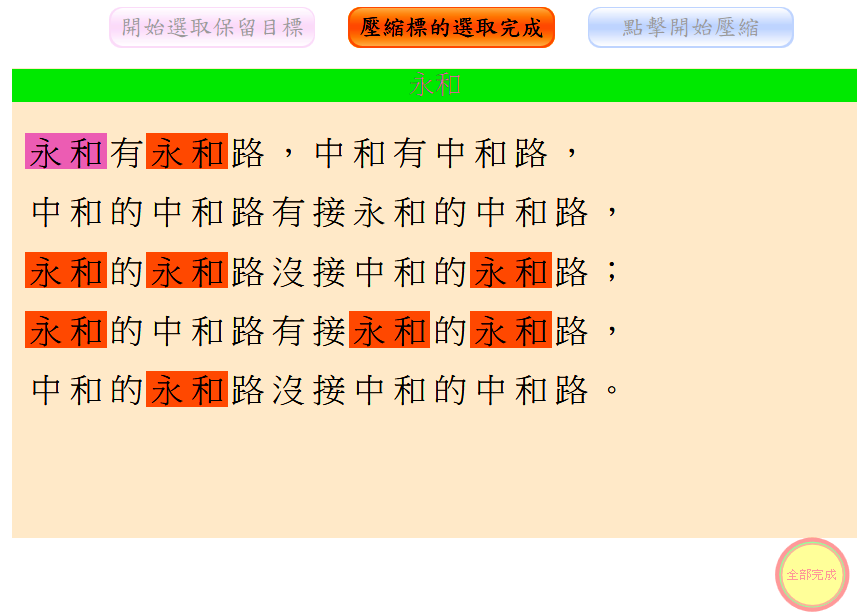 開始選取保留目標
壓縮標的選取完成
點擊開始壓縮
永和
永和有永和路，中和有中和路，
中和的中和路有接永和的中和路，
永和的永和路沒接中和的永和路；
永和的中和路有接永和的永和路，
中和的永和路沒接中和的中和路。
全部完成